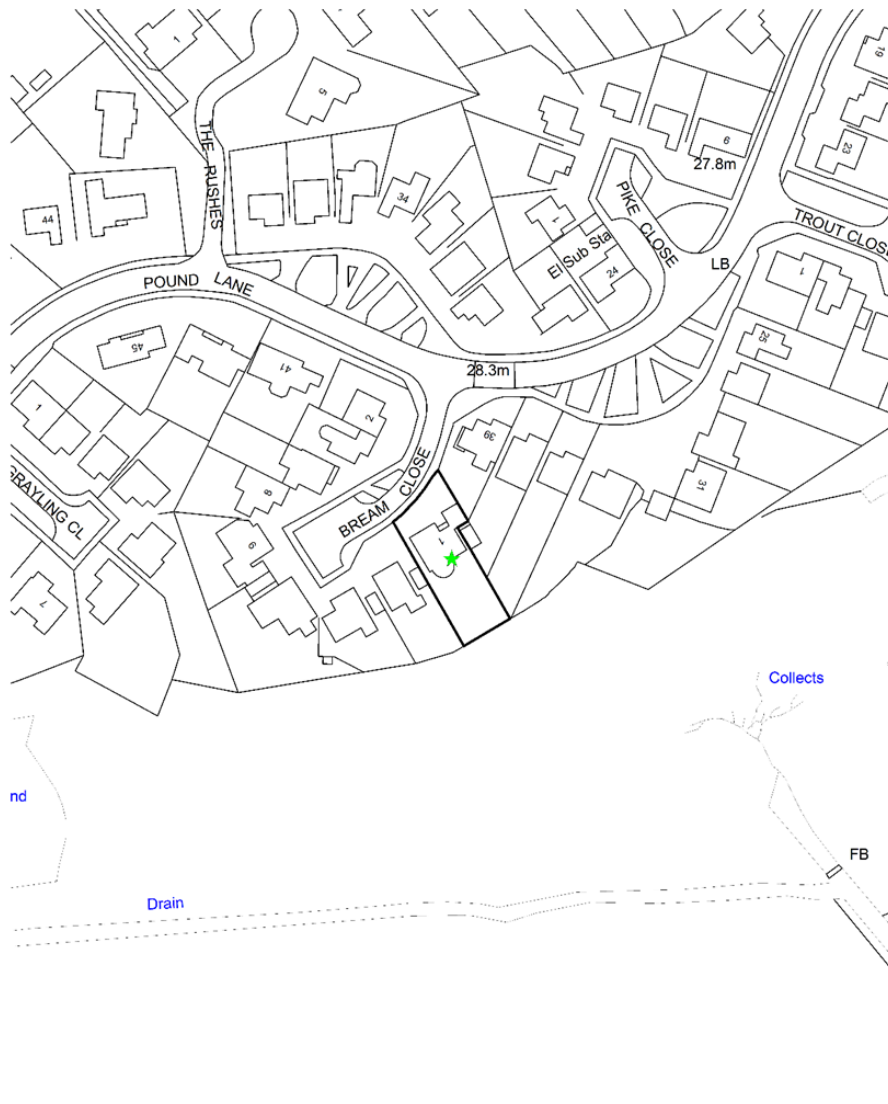 1
19
5
THE RUSHES
6
23
27.8m
44
34
PIKE CLOSE
1
TROUT CLOSE
El Sub Sta
24
LB
1
POUND LANE
45
41
28.3m
25
1
2
39
31
GRAYLING CL
8
BREAM CLOSE
6
1
7
Collects
nd
FB
Drain